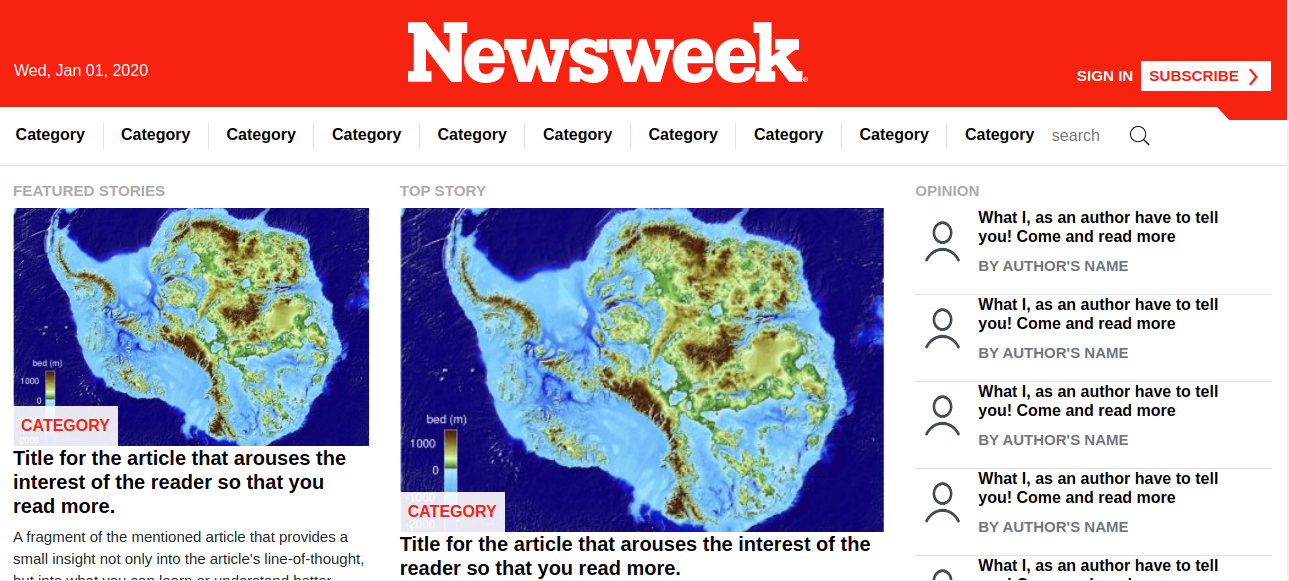 Newsweek
Wed, Jan 01, 2020
SIGN IN SUBSCRIBE
Category Category Category Category Category Category Category Category Category Category search
FEATURED STORIES
bed (m)
1000
0
CATEGORY
Title for the article that arouses the
interest of the reader so that you
read more.
A fragment of the mentioned article that provides a
small insight not only into the article's line-of-thought,
but into what you can learn or understand better
TOP STORY
bed (m)
1000
0
CATEGORY
Title for the article that arouses the interest of the
reader so that you read more.
OPINION
What I, as an author have to tell
you! Come and read more
BY AUTHOR'S NAME
What I, as an author have to tell
you! Come and read more
BY AUTHOR'S NAME
What I, as an author have to tell
you! Come and read more
BY AUTHOR'S NAME
What I, as an author have to tell
you! Come and read more
BY AUTHOR'S NAME
What I, as an author have to tell
you! Come and read more